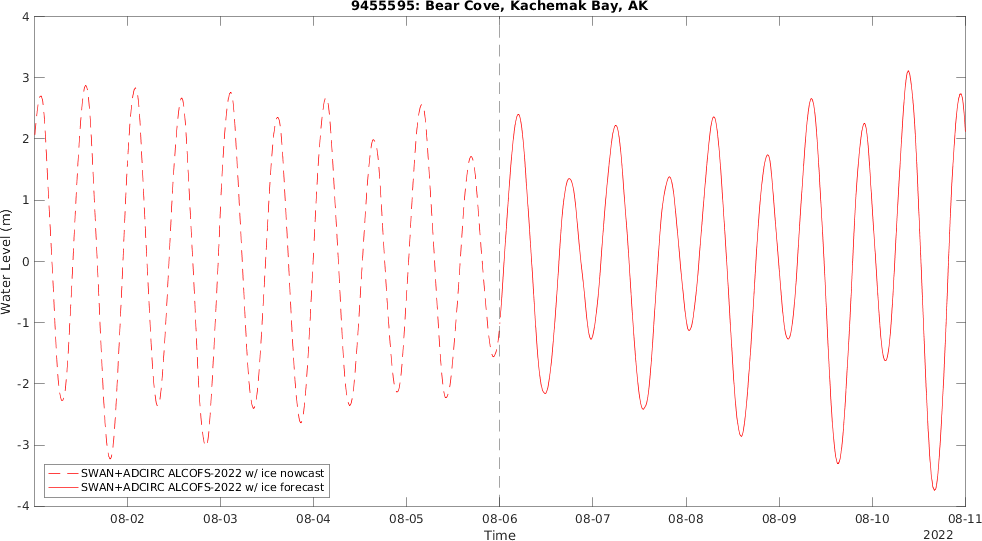 9455595: Bear Cove, Kachemak Bay, AK
4
3
2
1
0
-1
-2
-3
-4
Water Level (m)
SWAN+ADCIRC ALCOFS-2022 w/ ice nowcast
SWAN+ADCIRC ALCOFS-2022 w/ ice forecast
08-02 08-03 08-04 08-05 08-06 08-07 08-08 08-09 08-10 08-11
Time
2022